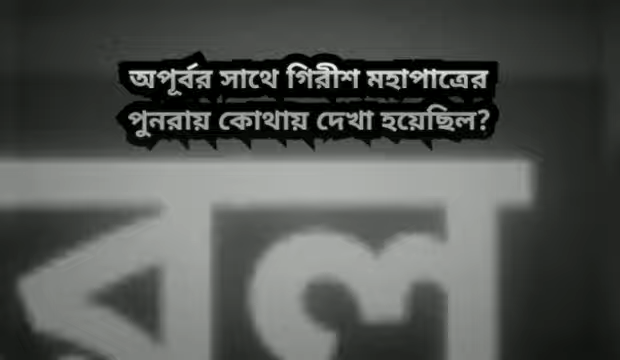 অপূর্বর সাথে গিরীশ মহাপাত্রের
পুনরায় কোথায় দেখা হয়েছিল?
রেল